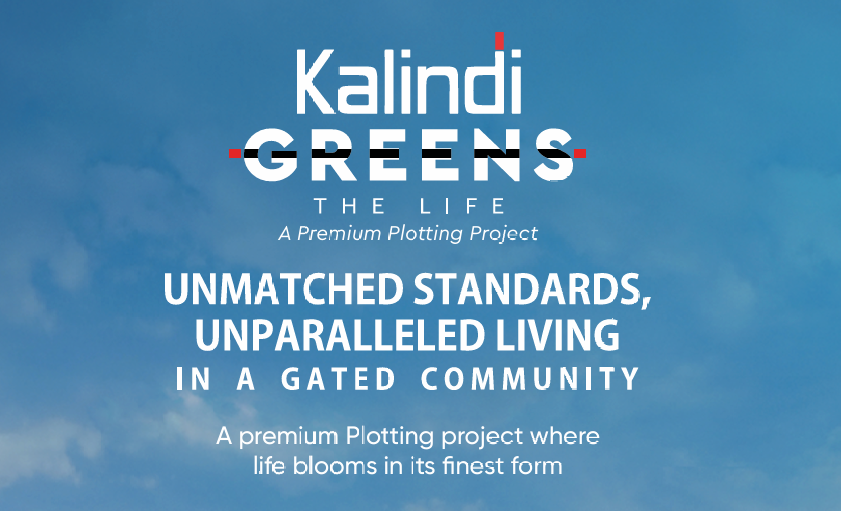 Kalindi
GREENS
THE LIFE
A Premium Plotting Project
UNMATCHED STANDARDS,
UNPARALLELED LIVING
IN A GATED COMMUNITY
A premium Plotting project where
life blooms in its finest form